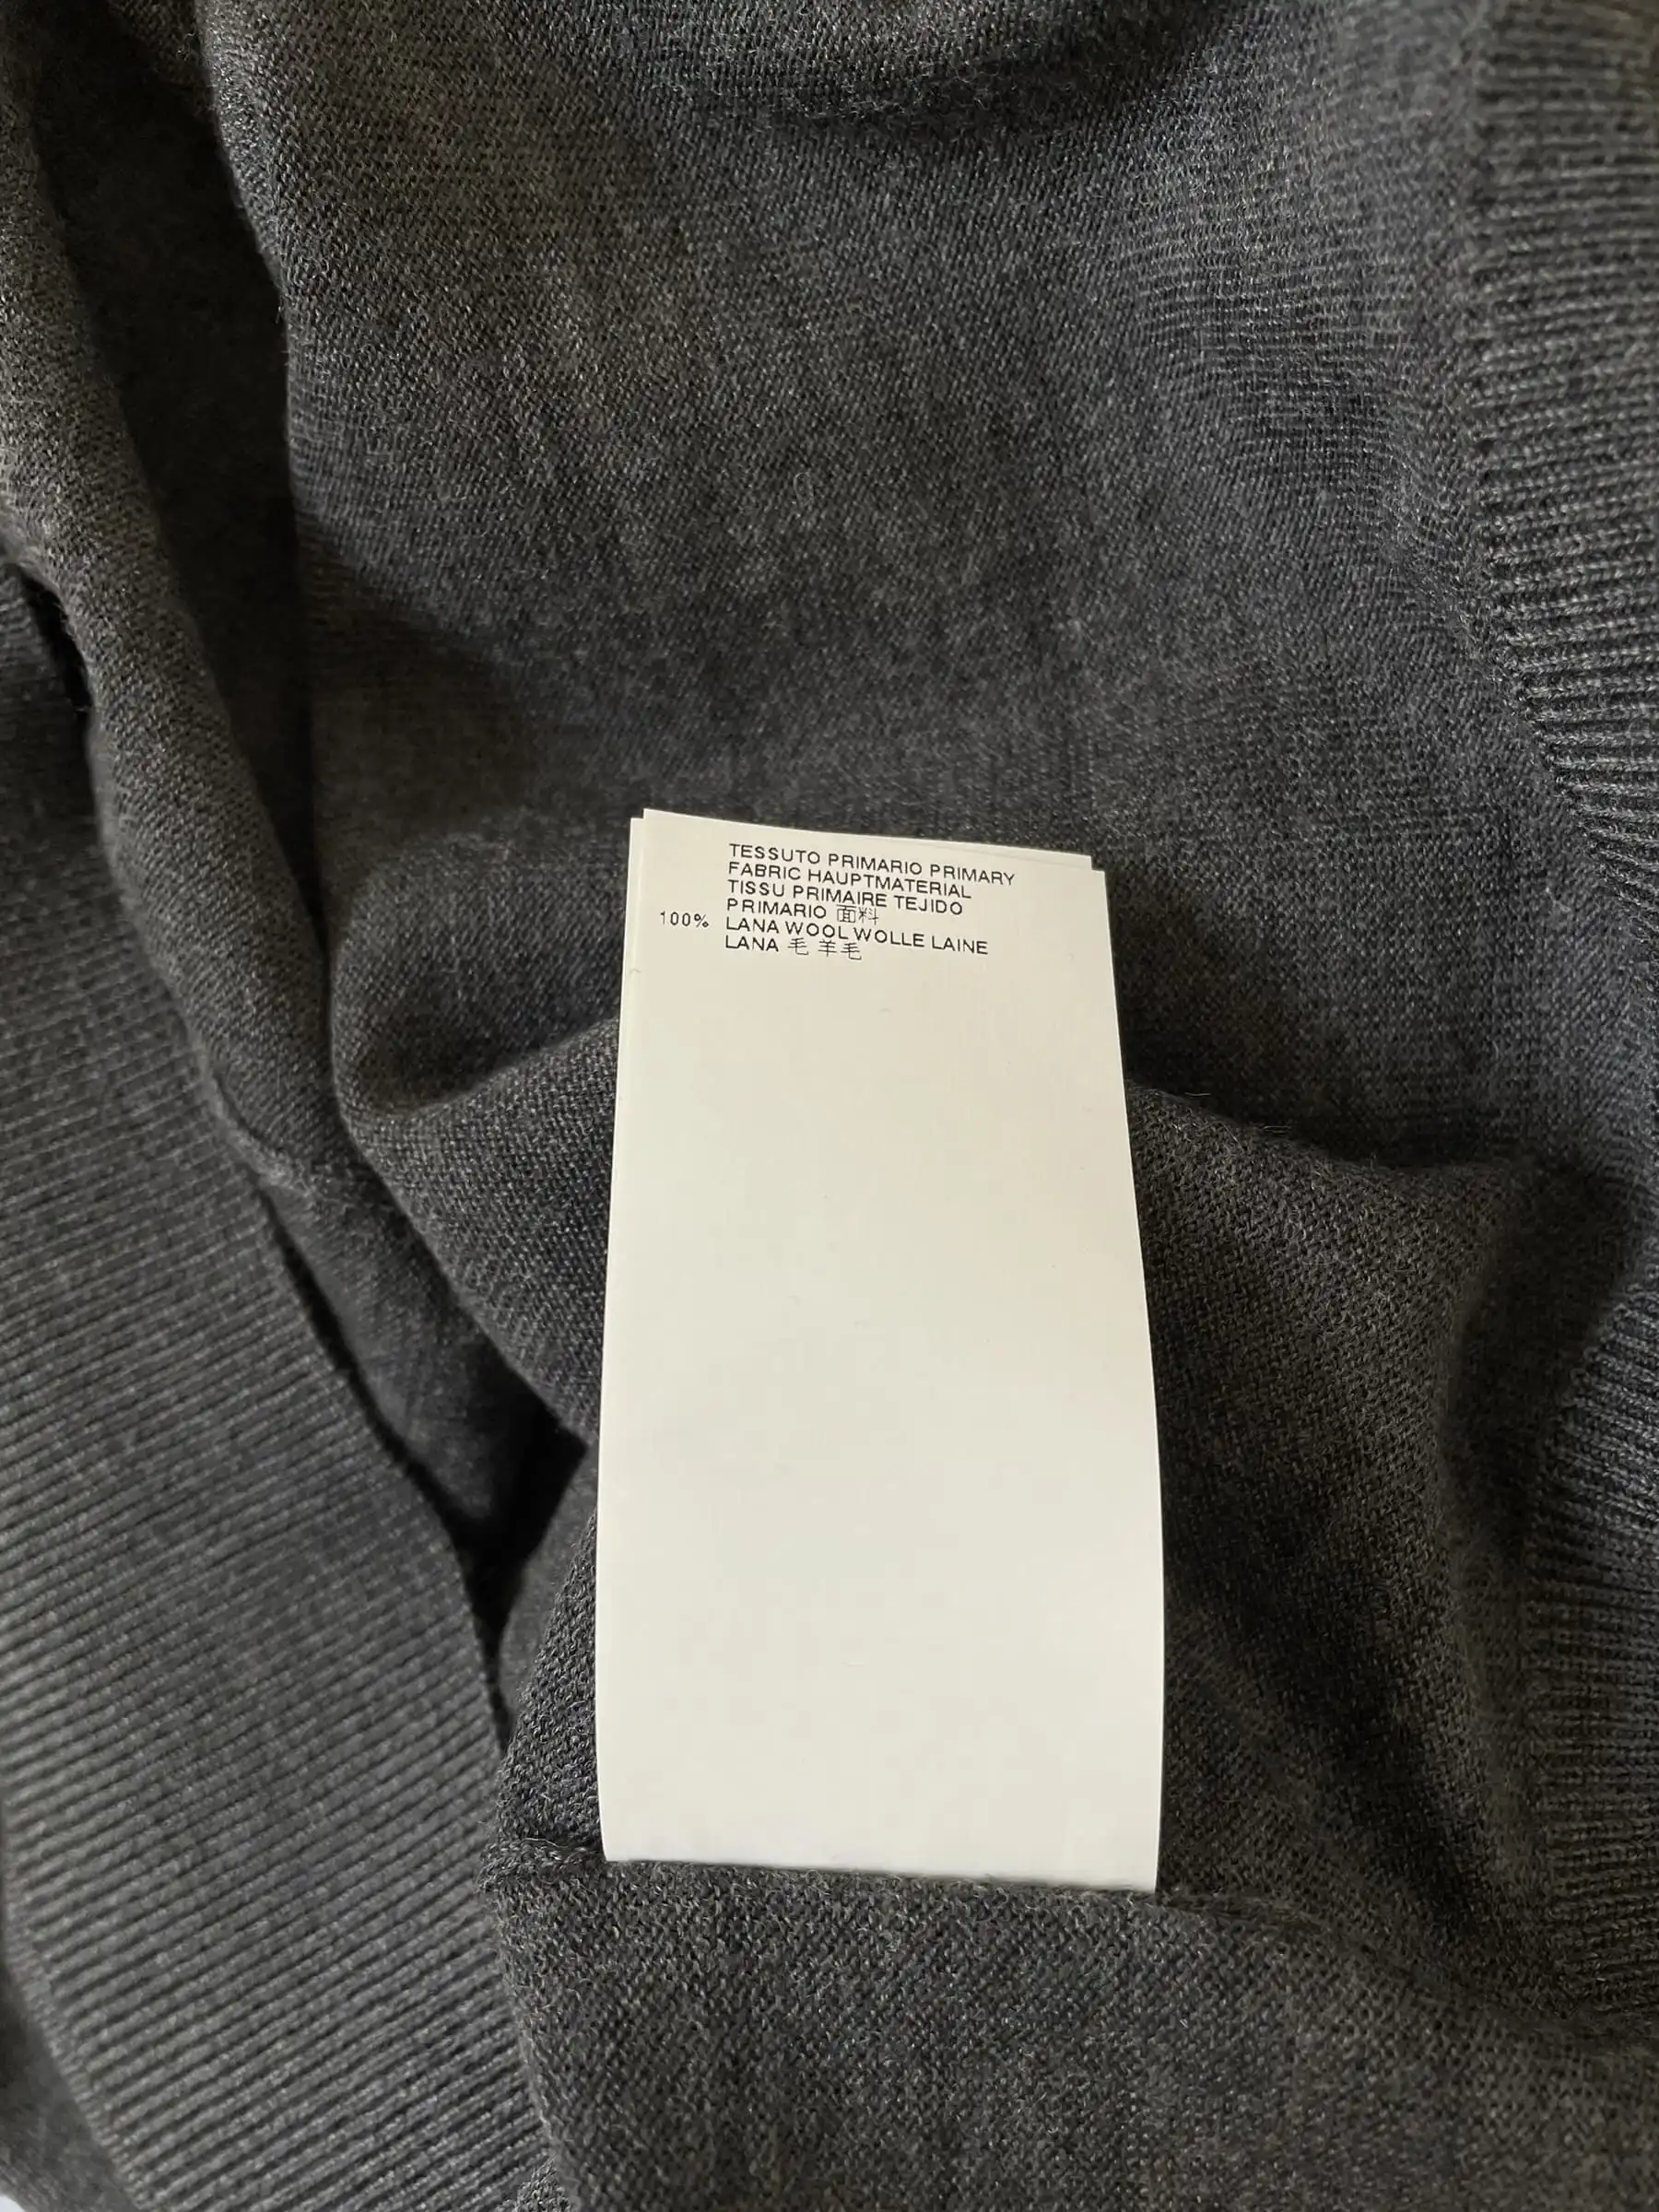 TESSUTO PRIMARIO PRIMARY
FABRIC HAUPTMATERIAL
TISSU PRIMAIRE TEJIDO
PRIMARIO 面料
100% LANA WOOL WOLLE LAINE
LANA 毛 羊毛